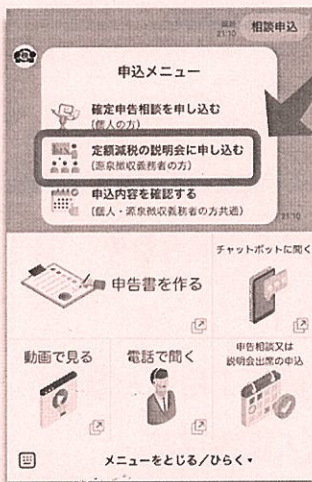 既読
21:10
相談申込
申込メニュー
確定申告相談を申し込む
(個人の方)
定額減税の説明会に申し込む
(源泉徴収義務者の方)
申込内容を確認する
(個人・源泉徴収義務者の方共通)
21:10
チャットボットに聞く
申告書を作る
動画で見る
電話で聞く
申告相談又は
説明会出席の申込
メニューをとじる/ひらく▼